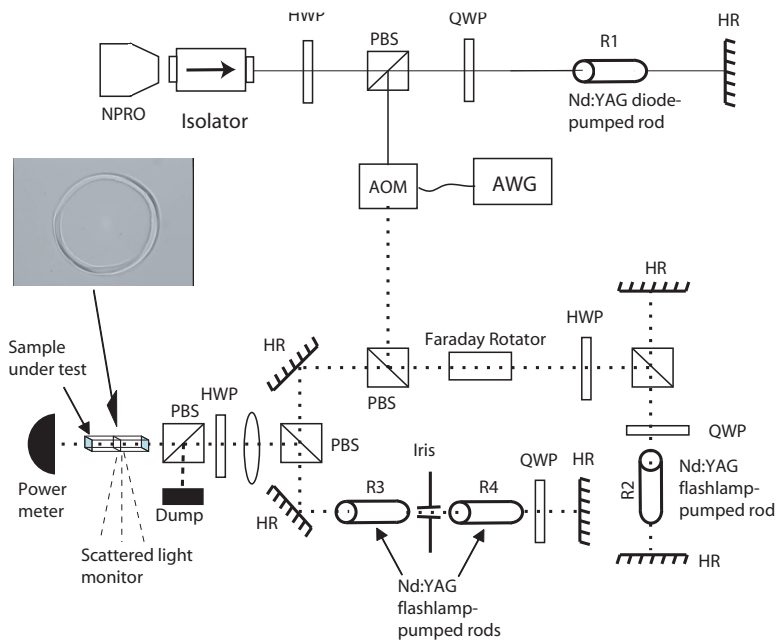 HWP
PBS
QWP
R1
HR
NPRO
Isolator
Nd:YAG diode-
pumped rod
AOM
AWG
HR
Faraday Rotator
HWP
HR
PBS
Sample
under test
PBS
HWP
PBS
QWP
Power
meter
Dump
HR
R3
Iris
R4
QWP
HR
R2
Nd:YAG
flashlamp-
pumped rod
HR
Scattered light
monitor
Nd:YAG
flashlamp-
pumped rods